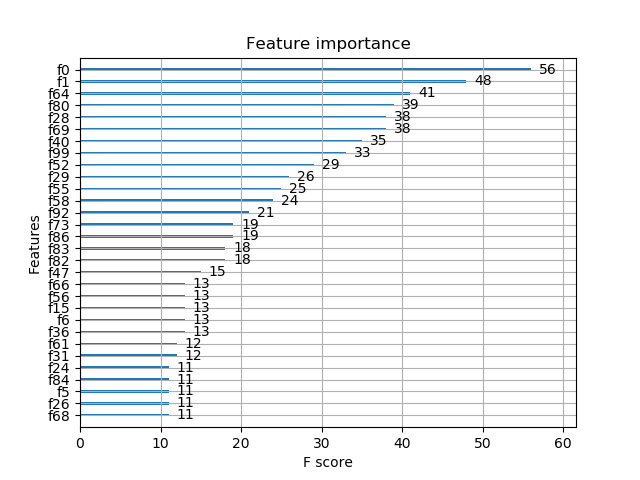 Feature importance
Features
f0 56
f1 48
f64 41
f80 39
f28 38
f69 38
f40 35
f99 33
f52 29
f29 26
f55 25
f58 24
f92 21
f73 19
f86 19
f83 18
f82 18
f47 15
f66 13
f56 13
f15 13
f6 13
f36 13
f61 12
f31 12
f24 11
f84 11
f5 11
f26 11
f68 11
0 10 20 30 40 50 60
F score